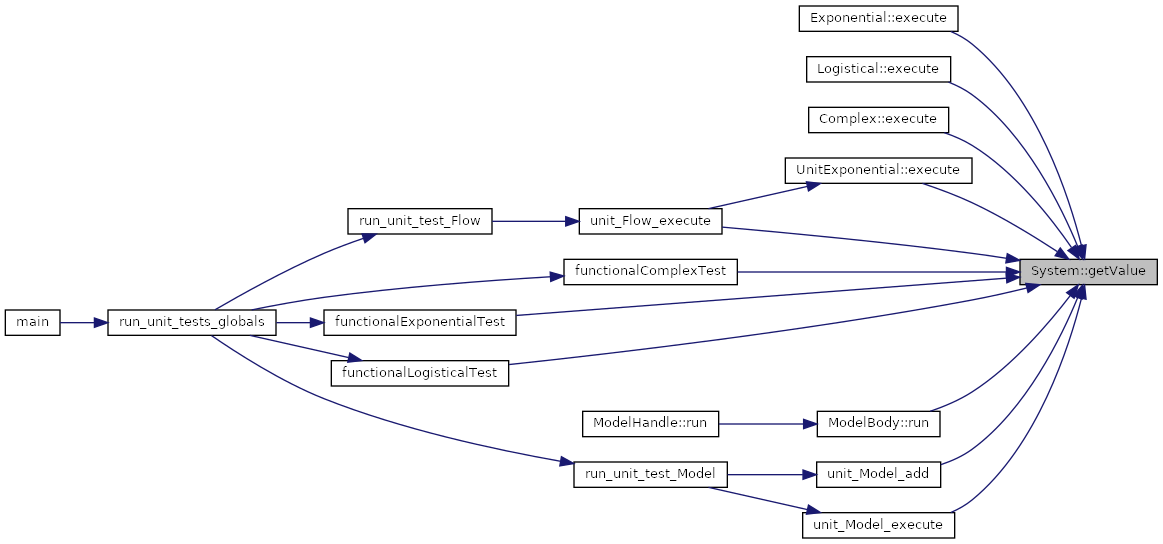 Exponential::execute
Logistical::execute
Complex::execute
UnitExponential::execute
run_unit_test_Flow
unit_Flow_execute
functionalComplexTest
System::getValue
main
run_unit_tests_globals
functionalExponentialTest
functionalLogisticalTest
ModelHandle::run
ModelBody::run
run_unit_test_Model
unit_Model_add
unit_Model_execute